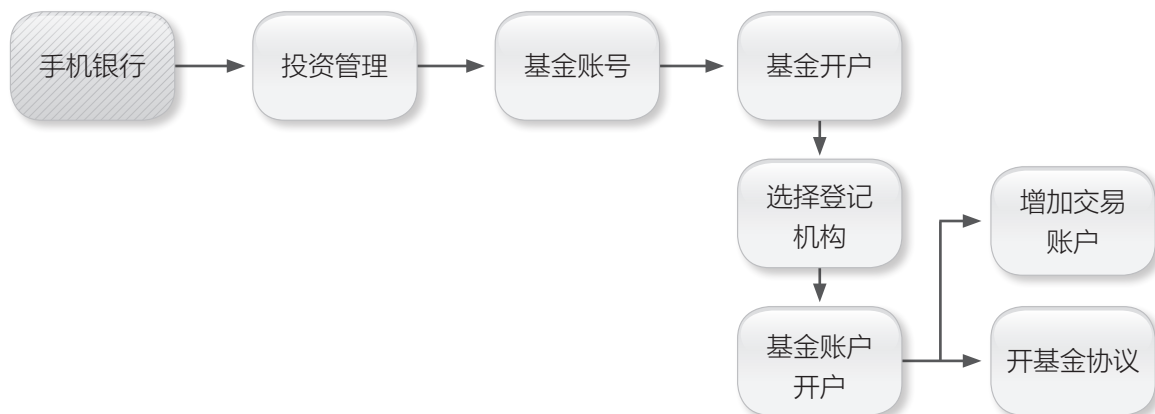 手机银行
投资管理
基金账号
基金开户
选择登记
机构
基金账户
开户
增加交易
账户
开基金协议